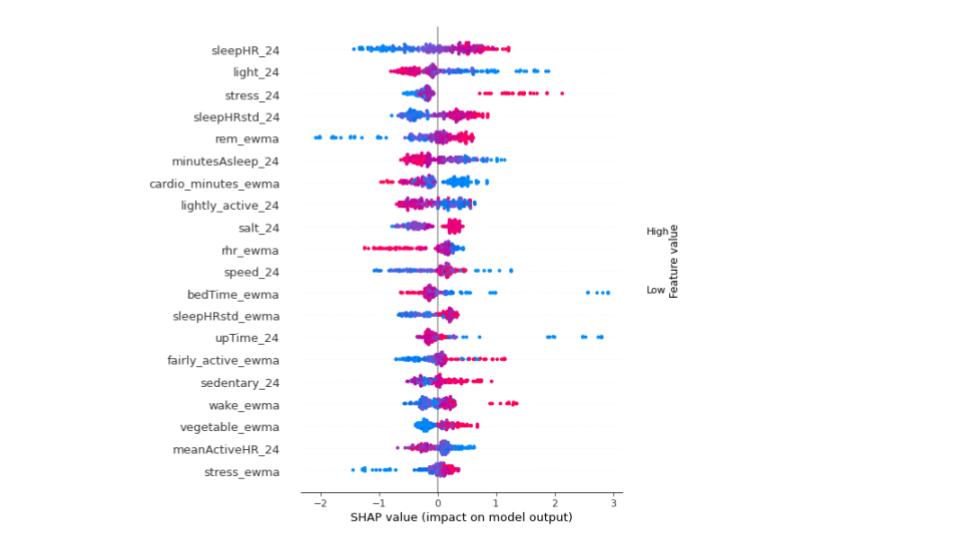 sleepHR_24
light_24
stress_24
sleepHRstd_24
rem_ewma
minutesAsleep_24
cardio_minutes_ewma
lightly_active_24
salt_24
rhr_ewma
speed_24
bedTime_ewma
sleepHRstd_ewma
upTime_24
fairly_active_ewma
sedentary_24
wake_ewma
vegetable_ewma
meanActiveHR_24
stress_ewma
−2 −1 0 1 2 3
SHAP value (impact on model output)
High
Low
Feature value